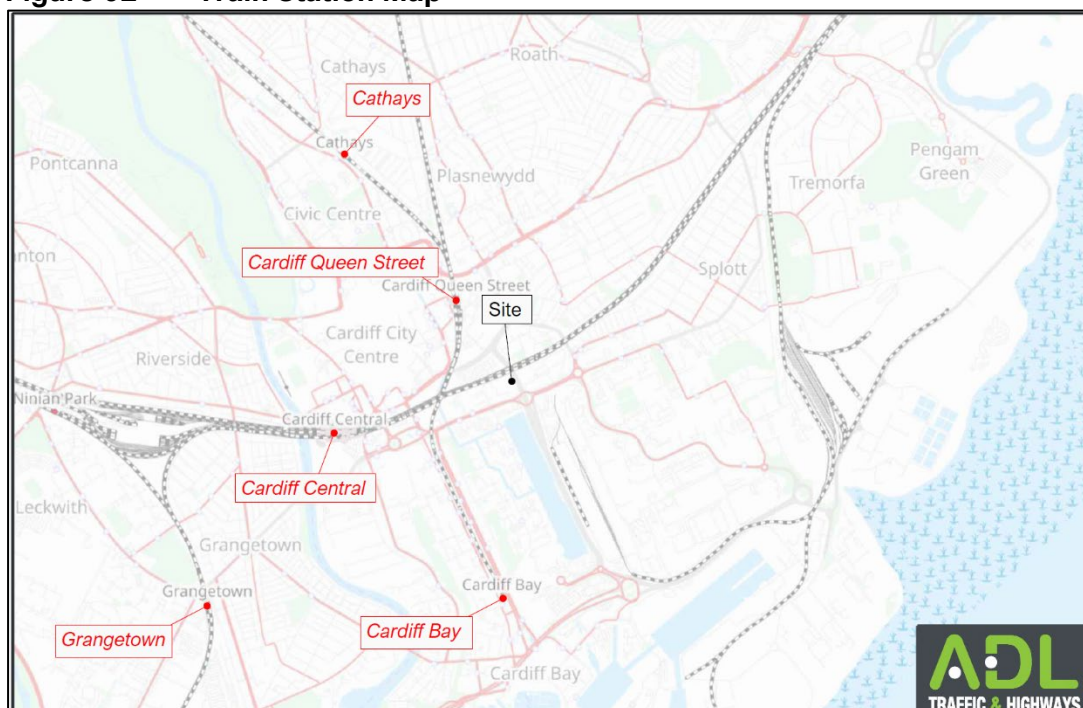 Train Station Map
Cathays
Roath
Cathays
Cathays
Pontcanna
Plasnewydd
Pengam
Green
Tremorfa
Civic Centre
Cardiff Queen Street
Splott
Cardiff Queen Street
Site
Cardiff City
Centre
Riverside
Ninian Park
Cardiff Central
Cardiff Central
Leckwith
Grangetown
Grangetown
Cardiff Bay
Grangetown
Cardiff Bay
Cardiff Bay
ADL
TRAFFIC & HIGHWAYS